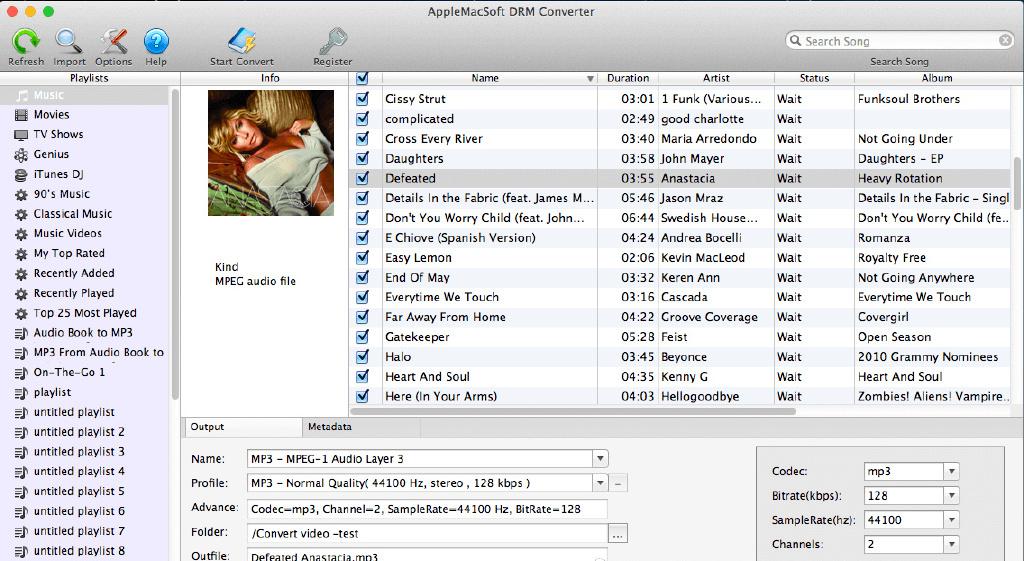 AppleMacSoft DRM Converter
Refresh Import Options Help Start Convert Register
Search Song
Search Song
Playlists Info Name Duration Artist Status Album
Music
Movies
TV Shows
Genius
iTunes DJ
90's Music
Classical Music
Music Videos
My Top Rated
Recently Added
Recently Played
Top 25 Most Played
Audio Book to MP3
MP3 From Audio Book to
On-The-Go 1
playlist
untitled playlist
untitled playlist 2
untitled playlist 3
untitled playlist 4
untitled playlist 5
untitled playlist 6
untitled playlist 7
untitled playlist 8
ANASTACIA
Kind
MPEG audio file
Cissy Strut 03:01 1 Funk (Various... Wait Funksoul Brothers
complicated 02:49 good charlotte Wait
Cross Every River 03:40 Maria Arredondo Wait Not Going Under
Daughters 03:58 John Mayer Wait Daughters - EP
Defeated 03:55 Anastacia Wait Heavy Rotation
Details In the Fabric (feat. James M... 05:46 Jason Mraz Wait Details In the Fabric - Singl
Don't You Worry Child (feat. John... 06:44 Swedish House... Wait Don't You Worry Child (fe..
E Chiove (Spanish Version) 04:24 Andrea Bocelli Wait Romanza
Easy Lemon 02:06 Kevin MacLeod Wait Royalty Free
End Of May 03:32 Keren Ann Wait Not Going Anywhere
Everytime We Touch 03:16 Cascada Wait Everytime We Touch
Far Away From Home 04:22 Groove Coverage Wait Covergirl
Gatekeeper 05:28 Feist Wait Open Season
Halo 03:45 Beyonce Wait 2010 Grammy Nominees
Heart And Soul 04:35 Kenny G Wait Heart And Soul
Here (In Your Arms) 04:03 Hellogoodbye Wait Zombies! Aliens! Vampire..
Output Metadata
Name: MP3 - MPEG-1 Audio Layer 3
Profile: MP3 - Normal Quality( 44100 Hz, stereo , 128 kbps ) -
Advance: Codec=mp3, Channel=2, SampleRate=44100 Hz, BitRate=128
Folder: /Convert video -test ...
Outfile: Defeated Anastacia.mp3
Codec: mp3
Bitrate(kbps): 128
SampleRate(hz): 44100
Channels: 2